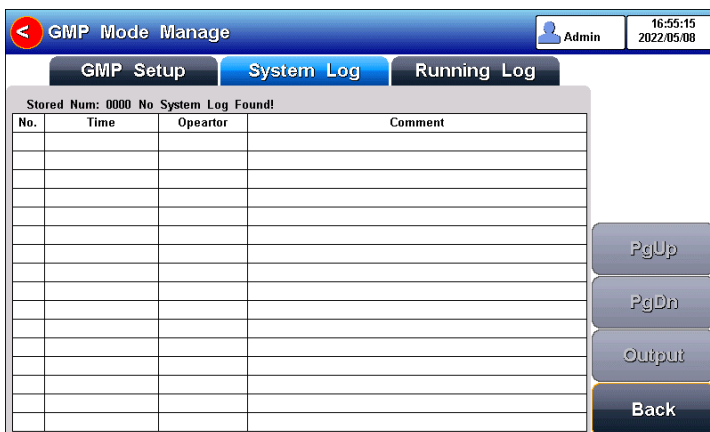 < GMP Mode Manage
Admin
16:55:15
2022/05/08
GMP Setup System Log Running Log
Stored Num: 0000 No System Log Found!
No. Time Opeartor Comment
PgUp
PgDn
Output
Back